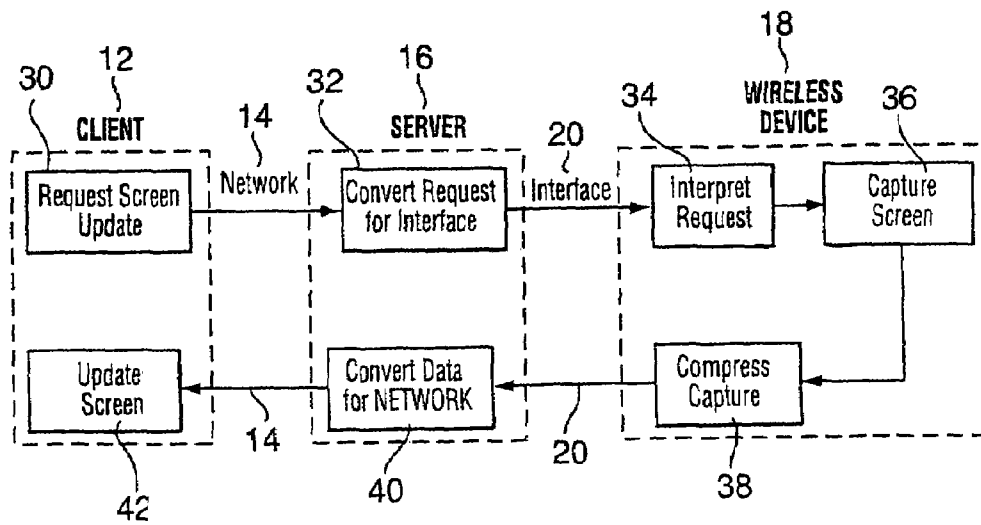 18
12
16
30
32
WIRELESS
DEVICE
34
36
CLIENT
14
SERVER
20
Request Screen
Update
Network
Convert Request
for Interface
Interface
Interpret
Request
Capture
Screen
Update
Screen
14
Convert Data
for NETWORK
20
Compress
Capture
42
40
38